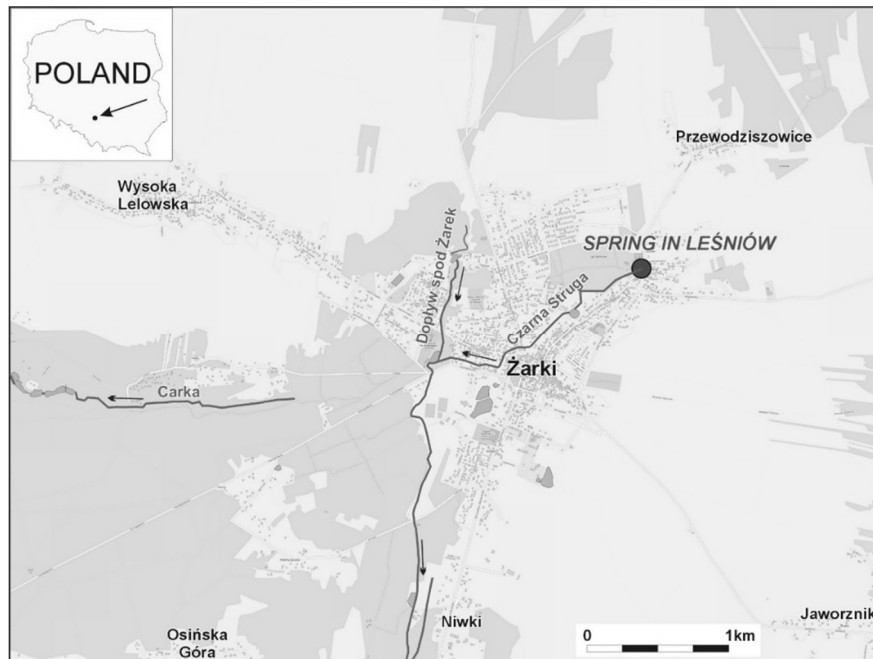 POLAND
Przewodziszowice
Wysoka
Lelowska
SPRING IN LEŚNIÓW
Dopływ spod Żarek
Czarna Struga
Żarki
Carka
Niwki
Osińska
Góra
Jaworznik
0 1km